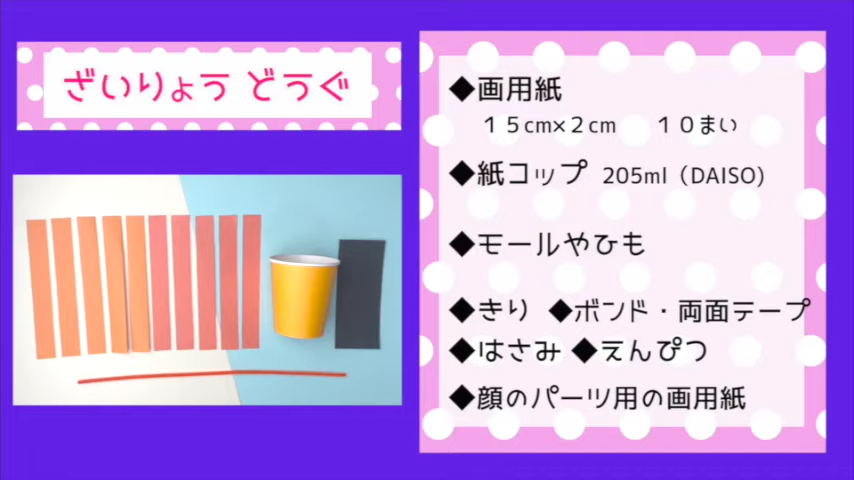 ざいりょう どうぐ
◆画用紙
１５cm×２cm １０まい
◆紙コップ 205ml（DAISO）
◆モールやひも
◆きり ◆ボンド・両面テープ
◆はさみ ◆えんぴつ
◆顔のパーツ用の画用紙